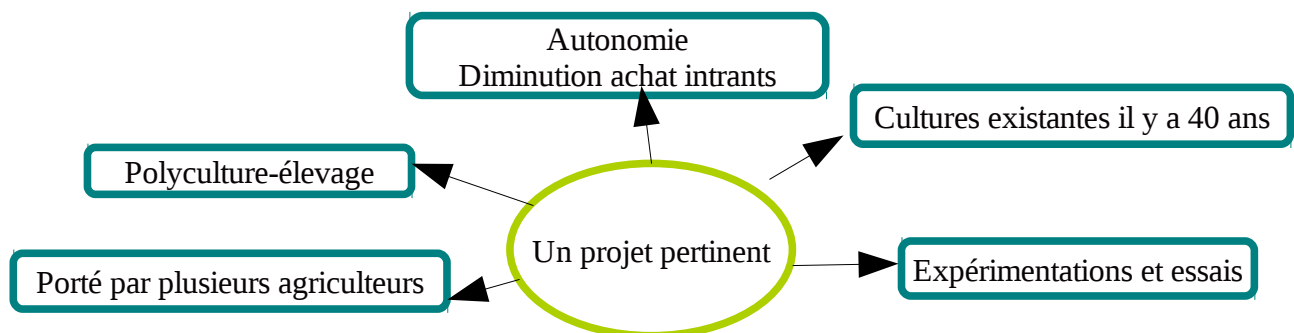 Autonomie
Diminution achat intrants
Cultures existantes il y a 40 ans
Polyculture-élevage
Un projet pertinent
Porté par plusieurs agriculteurs
Expérimentations et essais